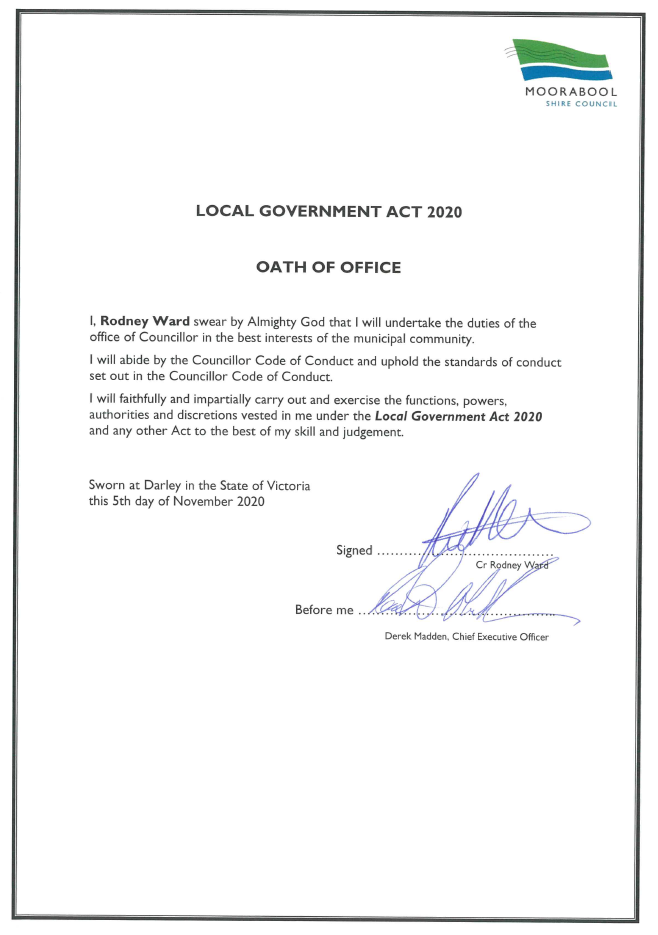 MOORABOOL
SHIRE COUNCIL
LOCAL GOVERNMENT ACT 2020
OATH OF OFFICE
I, Rodney Ward swear by Almighty God that I will undertake the duties of the
office of Councillor in the best interests of the municipal community.
I will abide by the Councillor Code of Conduct and uphold the standards of conduct
set out in the Councillor Code of Conduct.
I will faithfully and impartially carry out and exercise the functions, powers,
authorities and discretions vested in me under the Local Government Act 2020
and any other Act to the best of my skill and judgement.
Sworn at Darley in the State of Victoria
this 5th day of November 2020
Signed
Cr Rodney Ward
Before me
Derek Madden, Chief Executive Officer